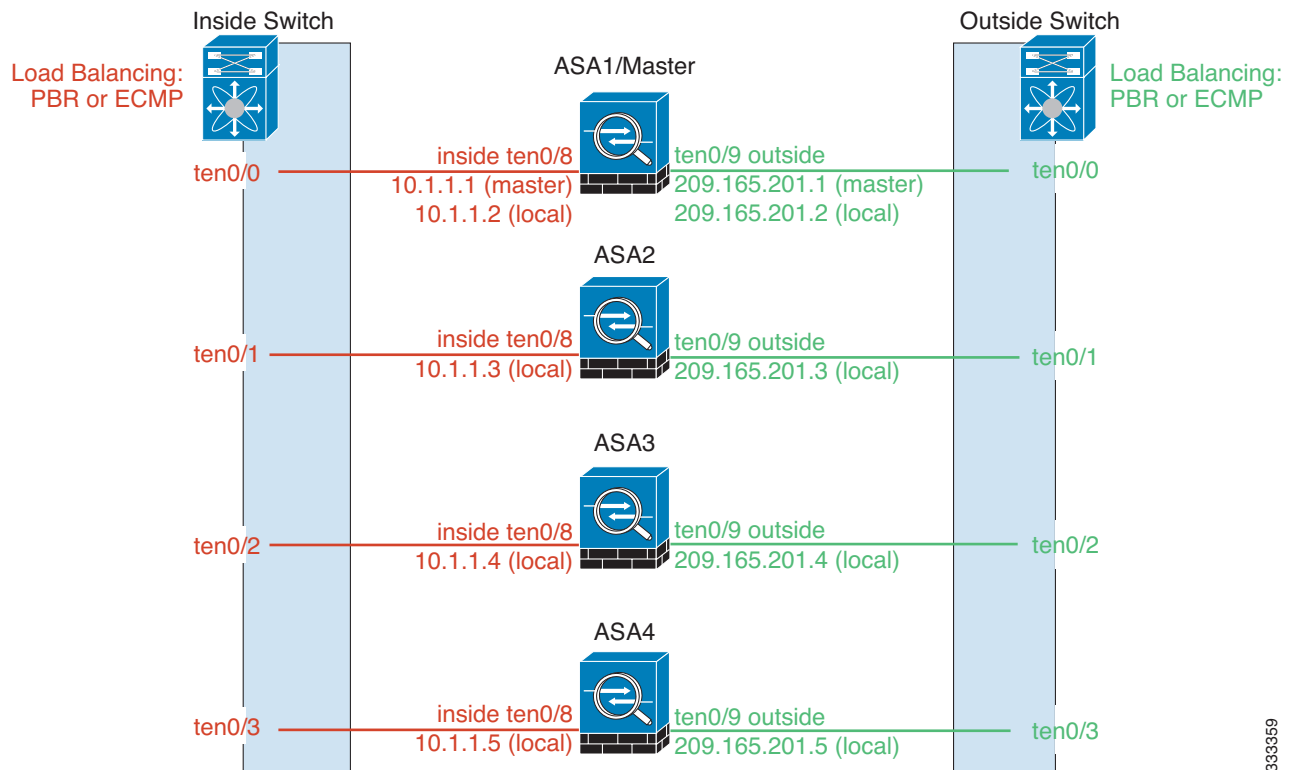 Inside Switch
Outside Switch
Load Balancing:
PBR or ECMP
ASA1/Master
Load Balancing:
PBR or ECMP
ten0/0
inside ten0/8
10.1.1.1 (master)
10.1.1.2 (local)
ten0/9 outside
209.165.201.1 (master)
209.165.201.2 (local)
ten0/0
ASA2
ten0/1
inside ten0/8
10.1.1.3 (local)
ten0/9 outside
209.165.201.3 (local)
ten0/1
ASA3
ten0/2
inside ten0/8
10.1.1.4 (local)
ten0/9 outside
209.165.201.4 (local)
ten0/2
ASA4
ten0/3
inside ten0/8
10.1.1.5 (local)
ten0/9 outside
209.165.201.5 (local)
ten0/3
333359